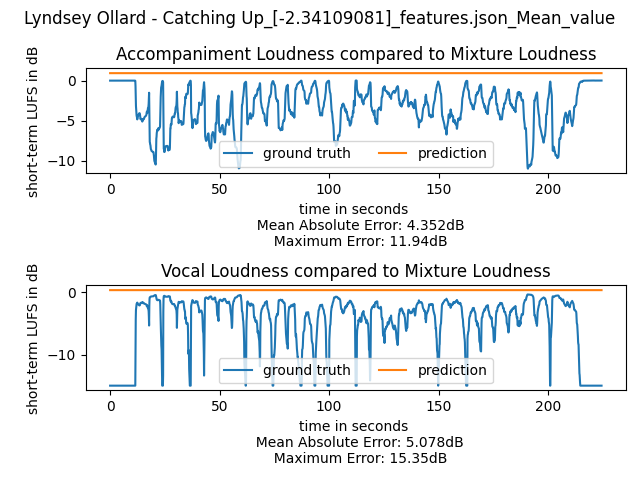 Lyndsey Ollard - Catching Up_[-2.34109081]_features.json_Mean_value
Accompaniment Loudness compared to Mixture Loudness
short-term LUFS in dB
0
−5
−10
ground truth
prediction
0
50
100
150
200
time in seconds
Mean Absolute Error: 4.352dB
Maximum Error: 11.94dB
Vocal Loudness compared to Mixture Loudness
short-term LUFS in dB
0
−10
ground truth
prediction
0
50
100
150
200
time in seconds
Mean Absolute Error: 5.078dB
Maximum Error: 15.35dB